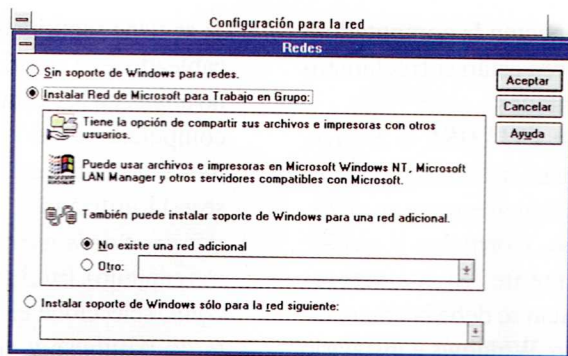 Configuración para la red
Redes
Sin soporte de Windows para redes.
Instalar Red de Microsoft para Trabajo en Grupo:
Tiene la opción de compartir sus archivos e impresoras con otros
usuarios.
Puede usar archivos e impresoras en Microsoft Windows NT, Microsoft
LAN Manager y otros servidores compatibles con Microsoft.
También puede instalar soporte de Windows para una red adicional.
No existe una red adicional
Otro:
Instalar soporte de Windows sólo para la red siguiente:
Aceptar
Cancelar
Ayuda